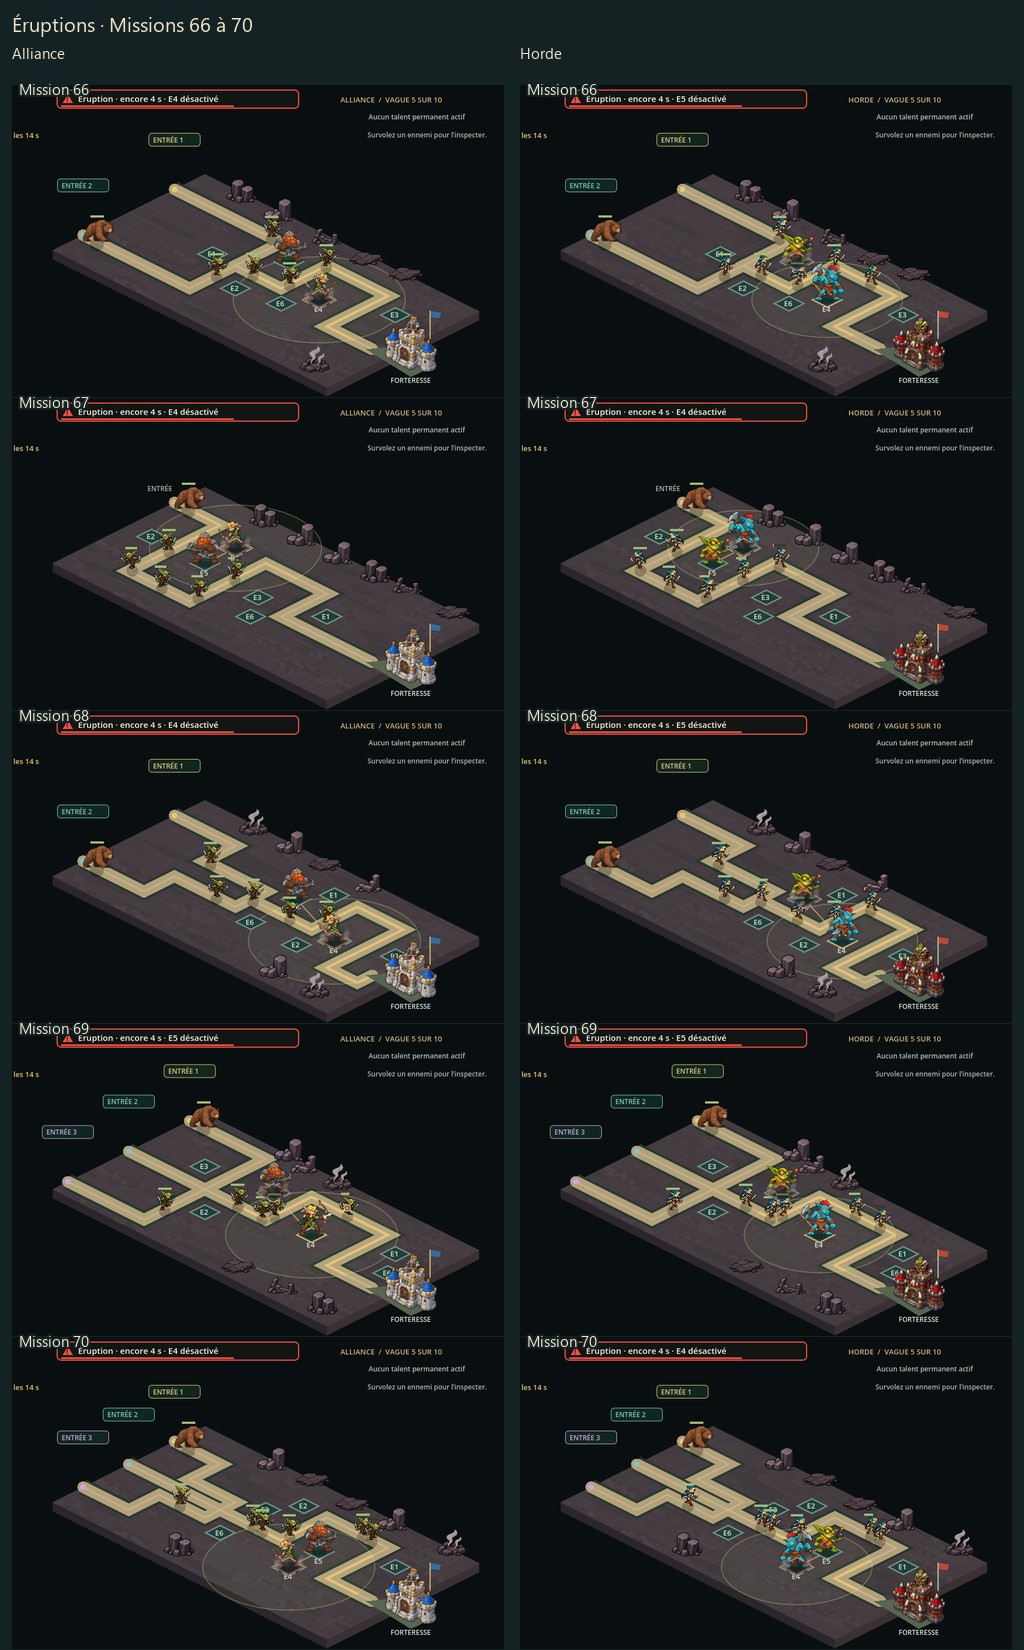 Éruptions · Missions 66 à 70
Alliance
Horde
Mission 66
Éruption · encore 4 s · E4 désactivé
ALLIANCE / VAGUE 5 SUR 10
Aucun talent permanent actif
les 14 s
Survolez un ennemi pour l'inspecter.
ENTRÉE 1
ENTRÉE 2
E2
E6
E4
E3
FORTERESSE
Mission 66
Éruption · encore 4 s · E5 désactivé
HORDE / VAGUE 5 SUR 10
Aucun talent permanent actif
les 14 s
Survolez un ennemi pour l'inspecter.
ENTRÉE 1
ENTRÉE 2
E2
E6
E4
E3
FORTERESSE
Mission 67
Éruption · encore 4 s · E4 désactivé
ALLIANCE / VAGUE 5 SUR 10
Aucun talent permanent actif
les 14 s
Survolez un ennemi pour l'inspecter.
ENTRÉE
E2
E5
E3
E6
E1
FORTERESSE
Mission 67
Éruption · encore 4 s · E4 désactivé
HORDE / VAGUE 5 SUR 10
Aucun talent permanent actif
les 14 s
Survolez un ennemi pour l'inspecter.
ENTRÉE
E2
E5
E3
E6
E1
FORTERESSE
Mission 68
Éruption · encore 4 s · E4 désactivé
ALLIANCE / VAGUE 5 SUR 10
Aucun talent permanent actif
les 14 s
Survolez un ennemi pour l'inspecter.
ENTRÉE 1
ENTRÉE 2
E1
E6
E2
E4
FORTERESSE
Mission 68
Éruption · encore 4 s · E5 désactivé
HORDE / VAGUE 5 SUR 10
Aucun talent permanent actif
les 14 s
Survolez un ennemi pour l'inspecter.
ENTRÉE 1
ENTRÉE 2
E1
E6
E2
E4
E3
FORTERESSE
Mission 69
Éruption · encore 4 s · E5 désactivé
ALLIANCE / VAGUE 5 SUR 10
Aucun talent permanent actif
les 14 s
Survolez un ennemi pour l'inspecter.
ENTRÉE 1
ENTRÉE 2
ENTRÉE 3
E3
E2
E4
E1
FORTERESSE
Mission 69
Éruption · encore 4 s · E5 désactivé
HORDE / VAGUE 5 SUR 10
Aucun talent permanent actif
les 14 s
Survolez un ennemi pour l'inspecter.
ENTRÉE 1
ENTRÉE 2
ENTRÉE 3
E3
E2
E4
E1
E6
FORTERESSE
Mission 70
Éruption · encore 4 s · E4 désactivé
ALLIANCE / VAGUE 5 SUR 10
Aucun talent permanent actif
les 14 s
Survolez un ennemi pour l'inspecter.
ENTRÉE 1
ENTRÉE 2
ENTRÉE 3
E2
E6
E5
E4
E1
FORTERESSE
Mission 70
Éruption · encore 4 s · E4 désactivé
HORDE / VAGUE 5 SUR 10
Aucun talent permanent actif
les 14 s
Survolez un ennemi pour l'inspecter.
ENTRÉE 1
ENTRÉE 2
ENTRÉE 3
E2
E6
E5
E4
E1
FORTERESSE